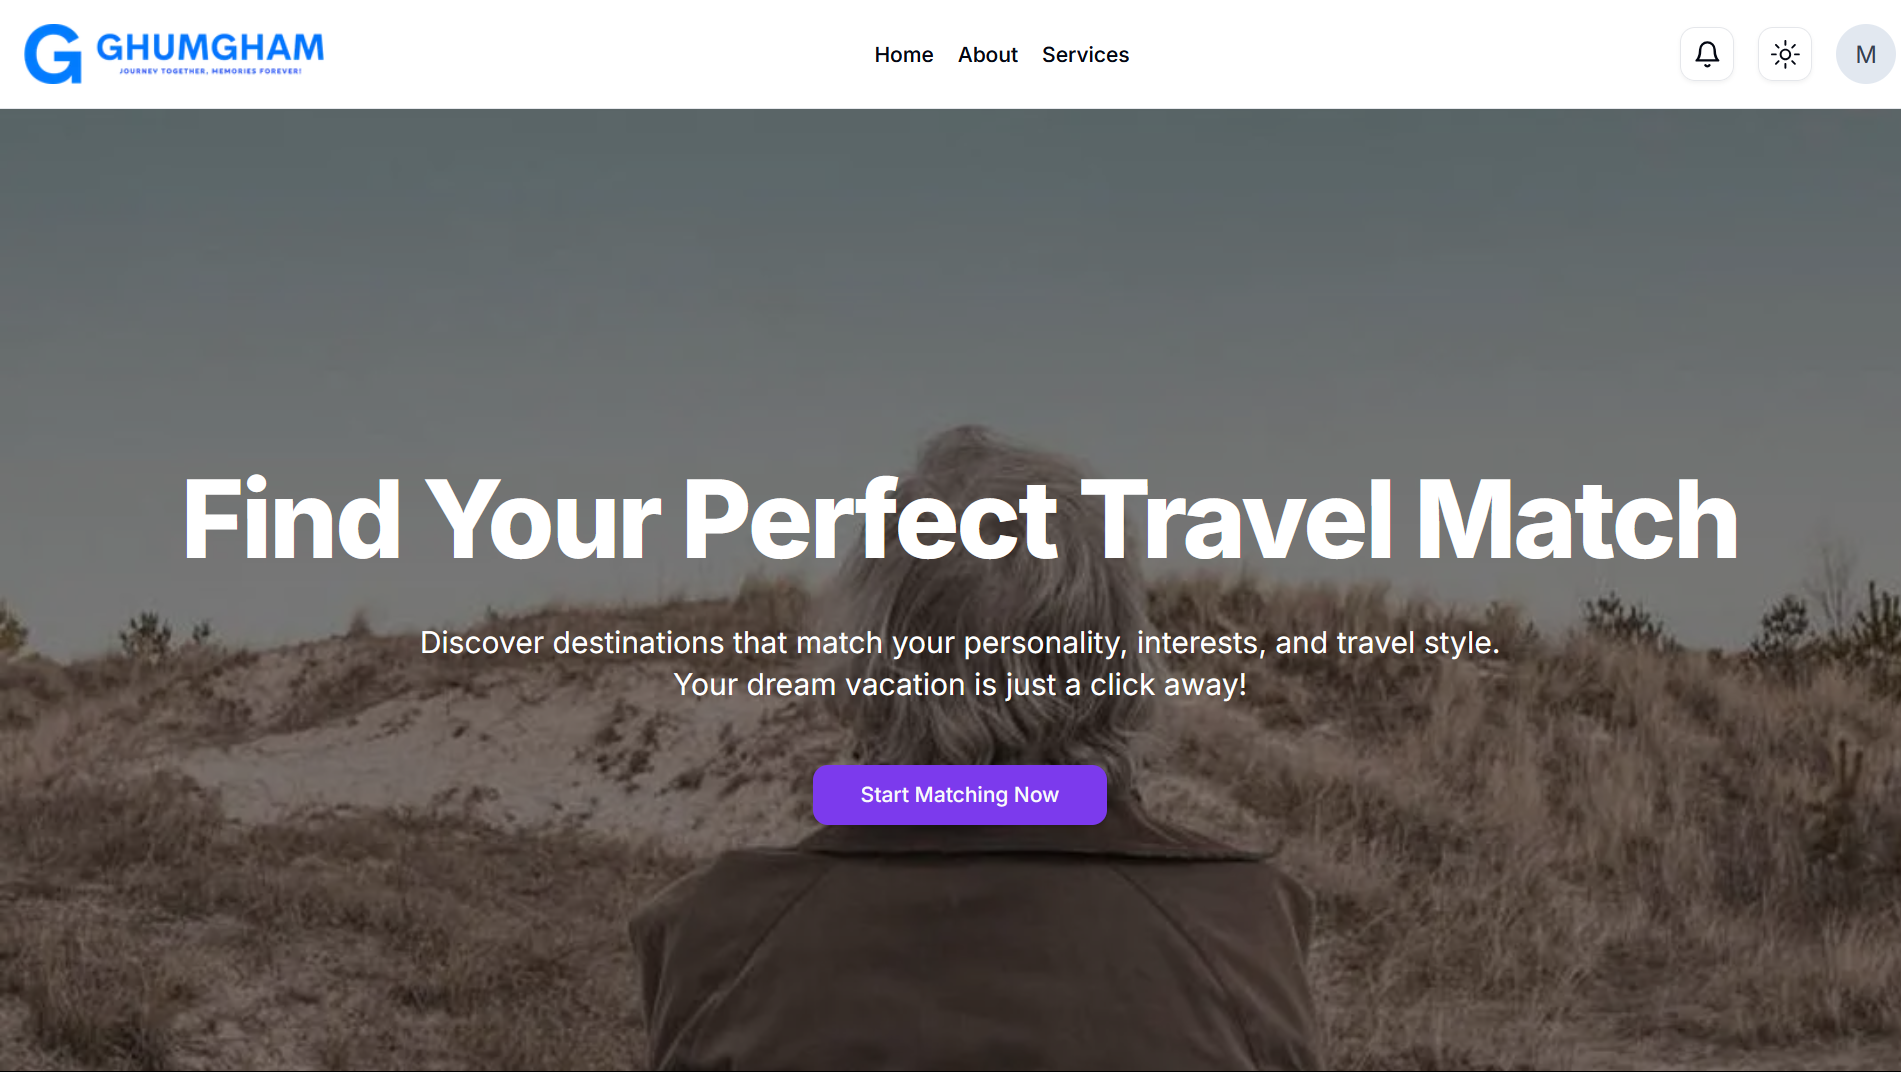 G GHUMGHAM
JOURNEY TOGETHER, MEMORIES FOREVER!
Home About Services
M
Find Your Perfect Travel Match
Discover destinations that match your personality, interests, and travel style.
Your dream vacation is just a click away!
Start Matching Now